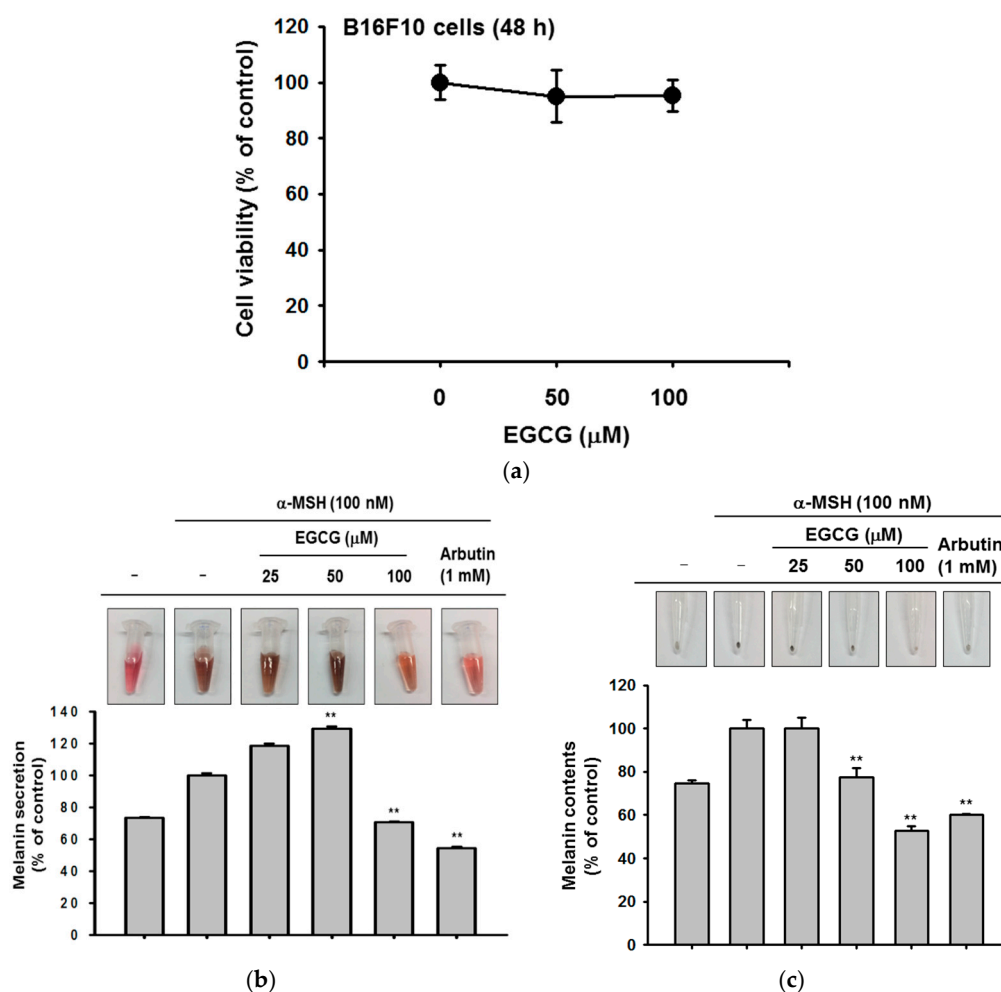 B16F10 cells (48 h)
Cell viability (% of control)
120
100
80
60
40
20
0
0 50 100
EGCG (μM)
(a)
α-MSH (100 nM)
EGCG (μM)
Arbutin
(1 mM)
– – 25 50 100
Melanin secretion
(% of control)
140
120
100
80
60
40
20
0
** ** **
(b)
α-MSH (100 nM)
EGCG (μM)
Arbutin
(1 mM)
– – 25 50 100
Melanin contents
(% of control)
120
100
80
60
40
20
0
** ** **
(c)